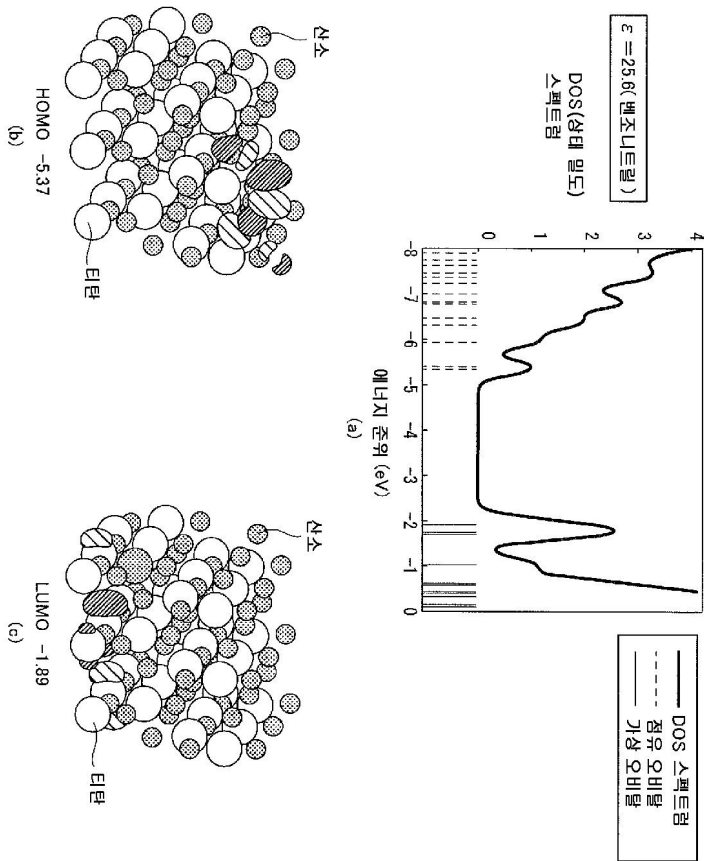 ε =25.6(벤조니트릴)
DOS(상태 밀도)
스펙트럼
DOS 스펙트럼
점유 오비탈
가상 오비탈
4
3
2
1
0
-8 -7 -6 -5 -4 -3 -2 -1 0
에너지 준위 (eV)
(a)
산소
티탄
HOMO -5.37
(b)
산소
티탄
LUMO -1.89
(c)